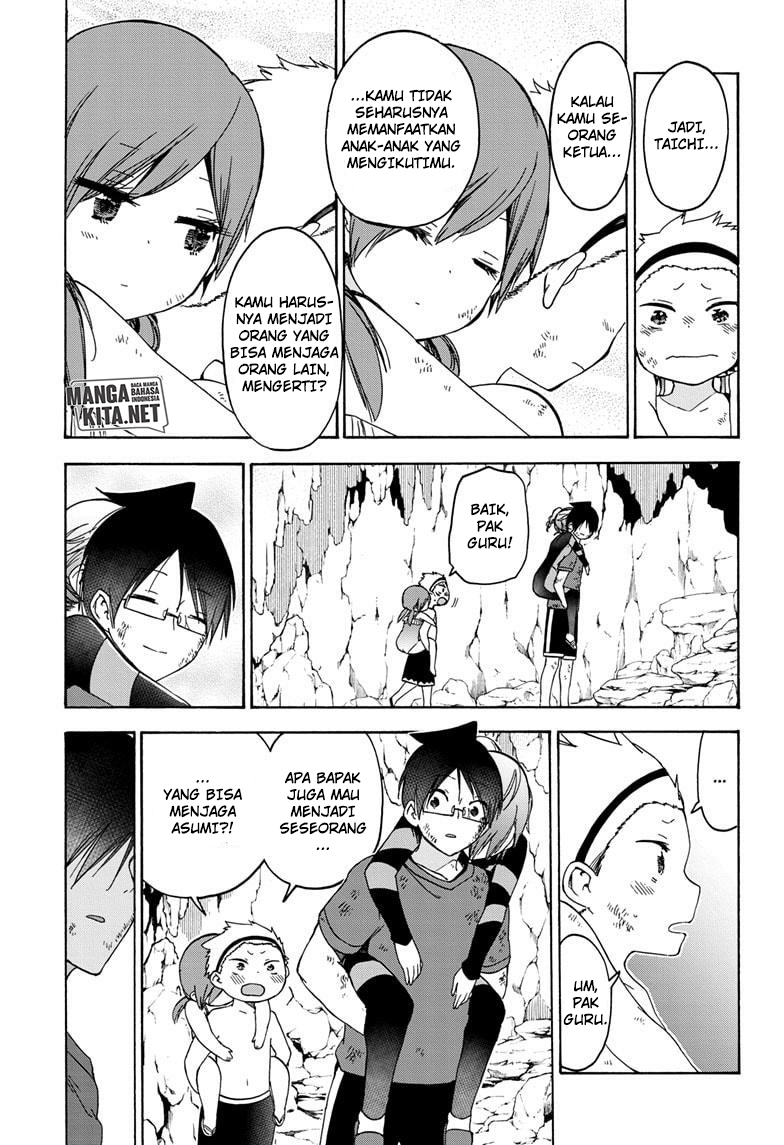 JADI,
TAICHI...
KALAU
KAMU SE-
ORANG
KETUA...
...KAMU TIDAK
SEHARUSNYA
MEMANFAATKAN
ANAK-ANAK YANG
MENGIKUTIMU.
KAMU HARUS-
NYA MENJADI
ORANG YANG
BISA MENJAGA
ORANG LAIN,
MENGERTI?
MANGA
KITA.NET
BACA MANGA
BAHASA
INDONESIA
BAIK,
PAK
GURU!
...
UM,
PAK
GURU.
APA BAPAK
JUGA MAU
MENJADI
SESEORANG
...
...
YANG BISA
MENJAGA
ASUMI?!